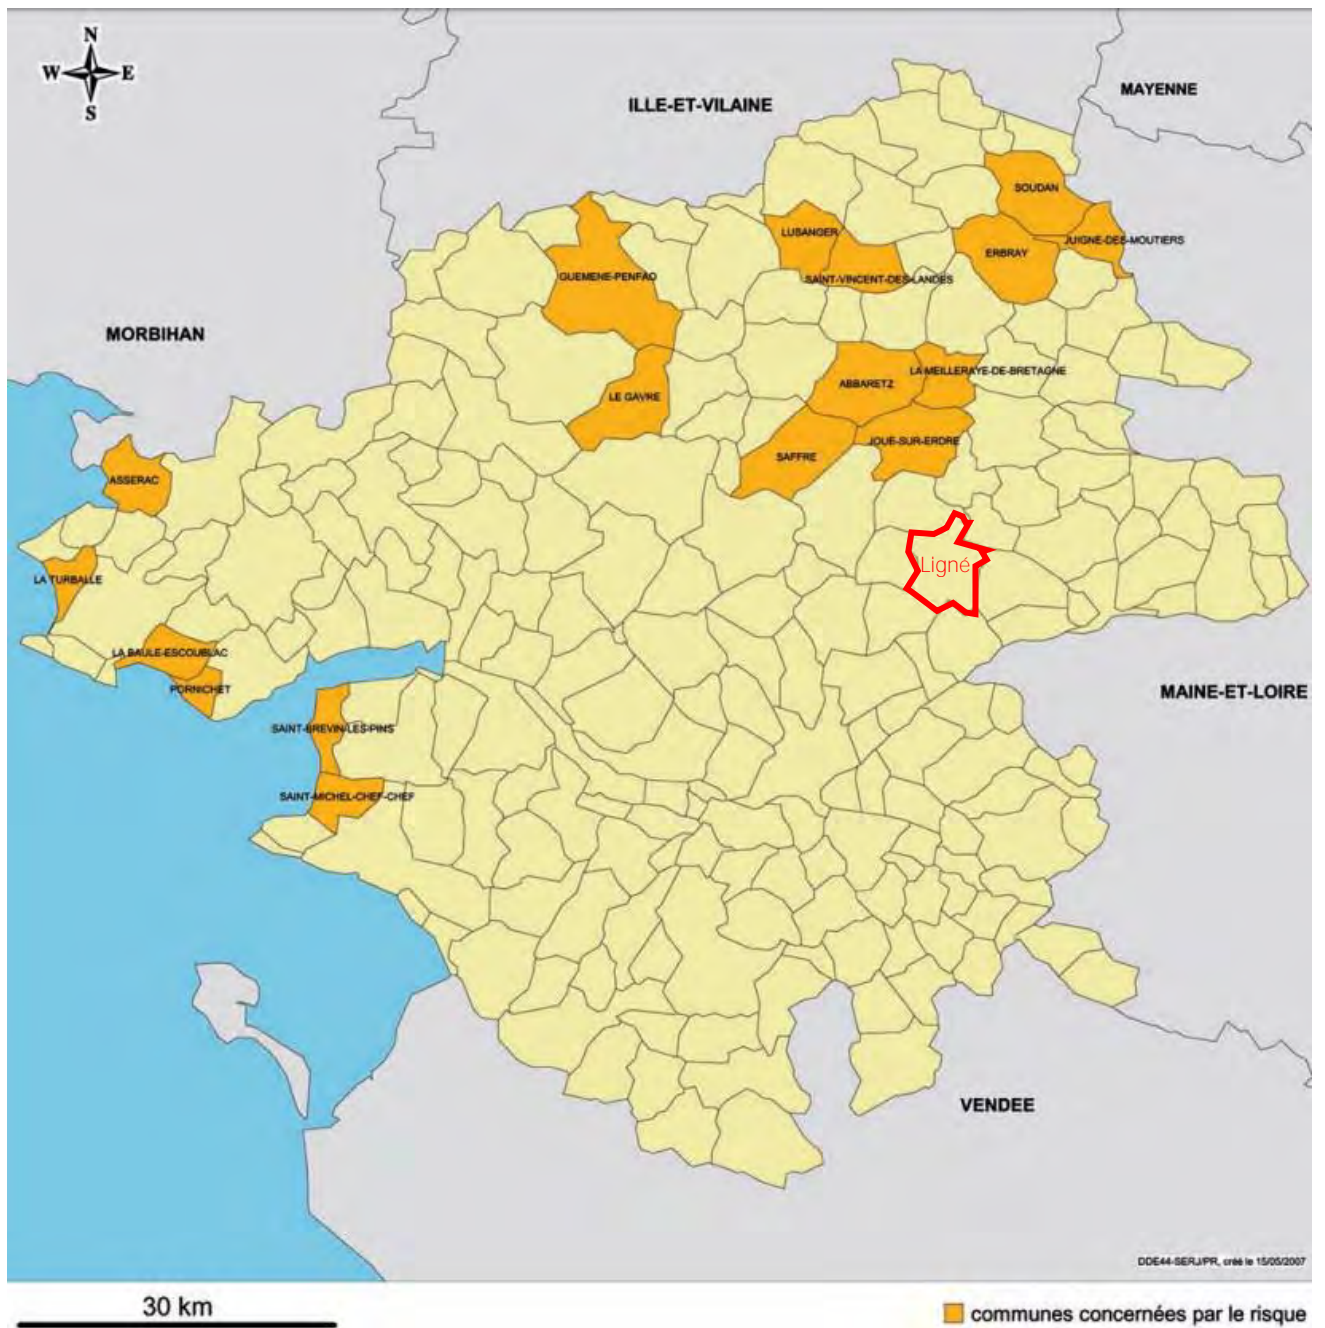 N
W E
S
ILLE-ET-VILAINE
MAYENNE
SOUDAN
LUSANGER
JUIGNE-DES-MOUTIERS
ERBRAY
GUEMENE-PENFAO
SAINT-VINCENT-DES-LANDES
MORBIHAN
LA MEILLERAYE-DE-BRETAGNE
ABBARETZ
LE GAVRE
JOUE-SUR-ERDRE
SAFFRE
ASSERAC
Ligné
LA TURBALLE
LA BAULE-ESCOUBLAC
PORNICHET
MAINE-ET-LOIRE
SAINT-BREVIN-LES-PINS
SAINT-MICHEL-CHEF-CHEF
VENDEE
DDE44-SERJ/PR, créé le 15/05/2007
30 km
communes concernées par le risque